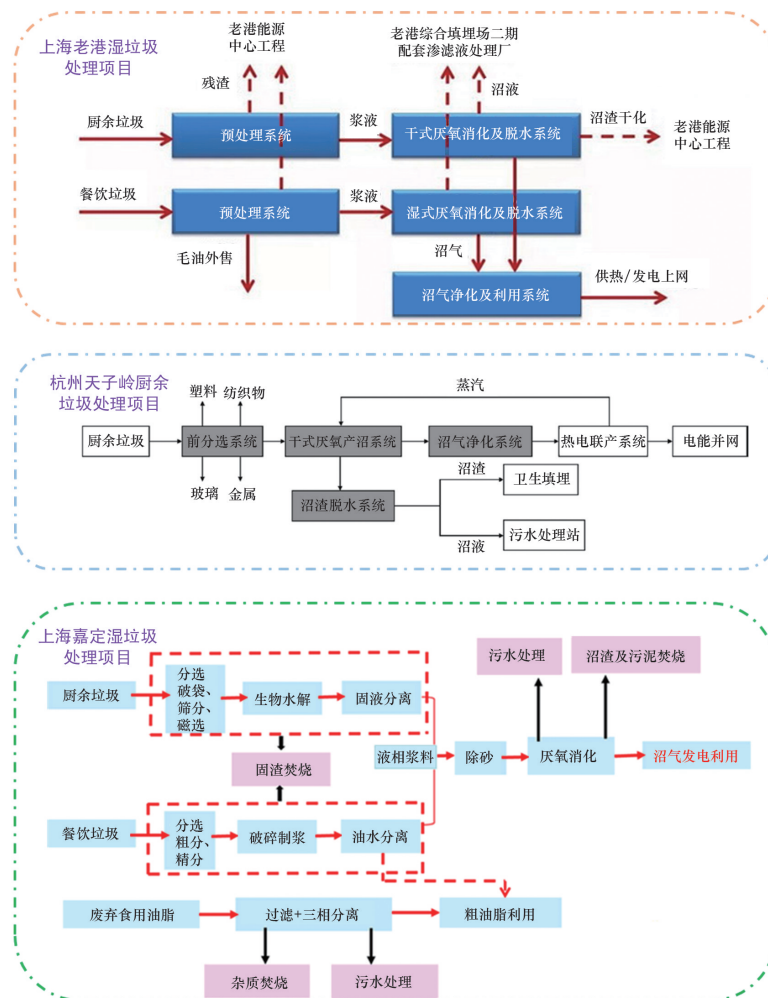 上海老港湿垃圾
处理项目
老港能源
中心工程
老港综合填埋场二期
配套渗滤液处理厂
残渣
沼液
厨余垃圾
预处理系统
浆液
干式厌氧消化及脱水系统
沼渣干化
老港能源
中心工程
餐饮垃圾
预处理系统
浆液
湿式厌氧消化及脱水系统
毛油外售
沼气
沼气净化及利用系统
供热/发电上网
杭州天子岭厨余
垃圾处理项目
塑料
纺织物
蒸汽
厨余垃圾
前分选系统
干式厌氧产沼系统
沼气净化系统
热电联产系统
电能并网
玻璃
金属
沼渣脱水系统
沼渣
卫生填埋
沼液
污水处理站
上海嘉定湿垃圾
处理项目
污水处理
沼渣及污泥焚烧
厨余垃圾
分选
破袋、
筛分、
磁选
生物水解
固液分离
固渣焚烧
液相浆料
除砂
厌氧消化
沼气发电利用
餐饮垃圾
分选
粗分、
精分
破碎制浆
油水分离
废弃食用油脂
过滤+三相分离
粗油脂利用
杂质焚烧
污水处理